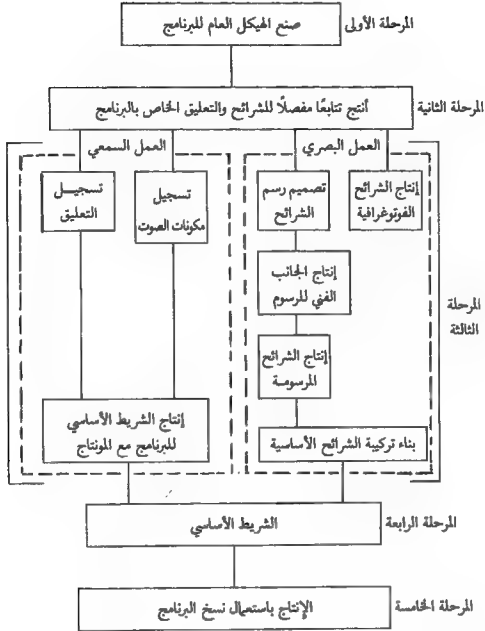 المرحلة الأولى
صنع الهيكل العام للبرنامج
المرحلة الثانية
أنتج تتابعًا مفصلًا للشرائح والتعليق الخاص بالبرنامج
العمل البصري
العمل السمعي
المرحلة
الثالثة
إنتاج الشرائح
الفوتوغرافية
تصميم رسم
الشرائح
إنتاج الجانب
الفني للرسوم
إنتاج الشرائح
المرسومة
بناء تركيبة الشرائح الأساسية
تسجيل
مكونات الصوت
تسجيل
التعليق
إنتاج الشريط الأساسي
للبرنامج مع المونتاج
المرحلة الرابعة
الشريط الأساسي
المرحلة الخامسة
الإنتاج باستعمال نسخ البرنامج